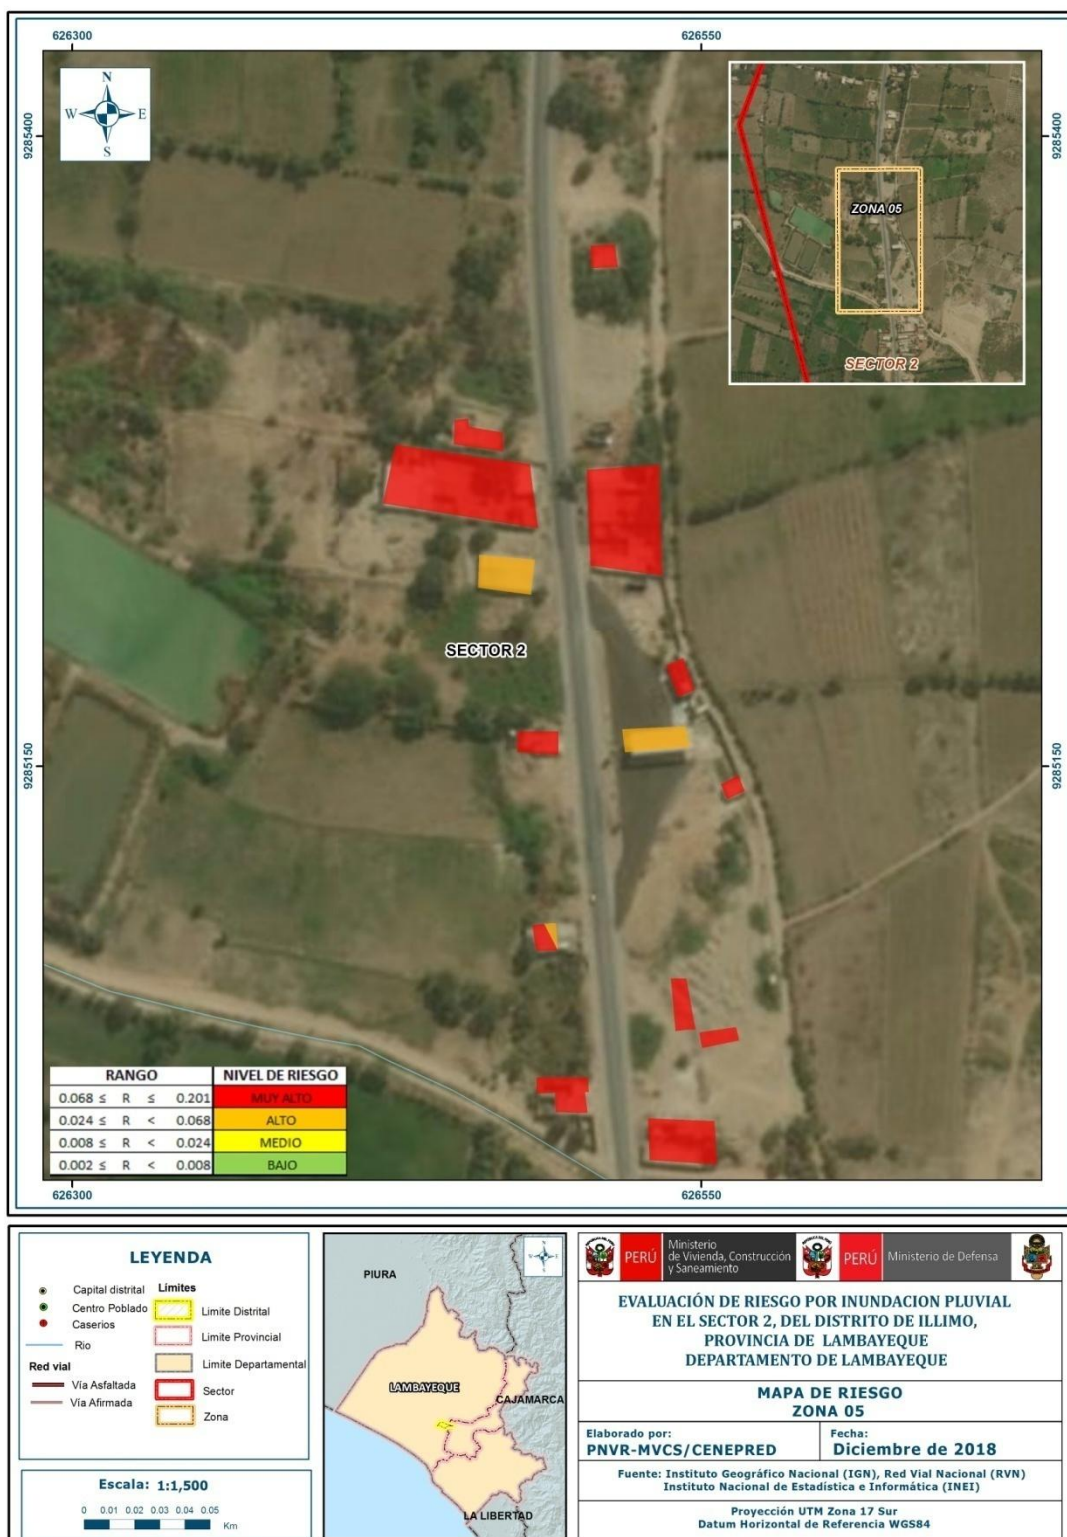 626300
626550
9285400
9285400
N
W
E
S
ZONA 05
SECTOR 2
SECTOR 2
9285150
9285150
RANGO NIVEL DE RIESGO
0.068 ≤ R ≤ 0.201 MUY ALTO
0.024 ≤ R < 0.068 ALTO
0.008 ≤ R < 0.024 MEDIO
0.002 ≤ R < 0.008 BAJO
626300
626550
LEYENDA
Capital distrital
Centro Poblado
Caserios
Rio
Red vial
Vía Asfaltada
Vía Afirmada
Limites
Limite Distrital
Limite Provincial
Limite Departamental
Sector
Zona
Escala: 1:1,500
0 0.01 0.02 0.03 0.04 0.05
Km
PIURA
LAMBAYEQUE
CAJAMARCA
LA LIBERTAD
PERÚ
Ministerio
de Vivienda, Construcción
y Saneamiento
PERÚ
Ministerio de Defensa
EVALUACIÓN DE RIESGO POR INUNDACION PLUVIAL
EN EL SECTOR 2, DEL DISTRITO DE ILLIMO,
PROVINCIA DE LAMBAYEQUE
DEPARTAMENTO DE LAMBAYEQUE
MAPA DE RIESGO
ZONA 05
Elaborado por:
PNVR-MVCS/CENEPRED
Fecha:
Diciembre de 2018
Fuente: Instituto Geográfico Nacional (IGN), Red Vial Nacional (RVN)
Instituto Nacional de Estadística e Informática (INEI)
Proyección UTM Zona 17 Sur
Datum Horizontal de Referencia WGS84